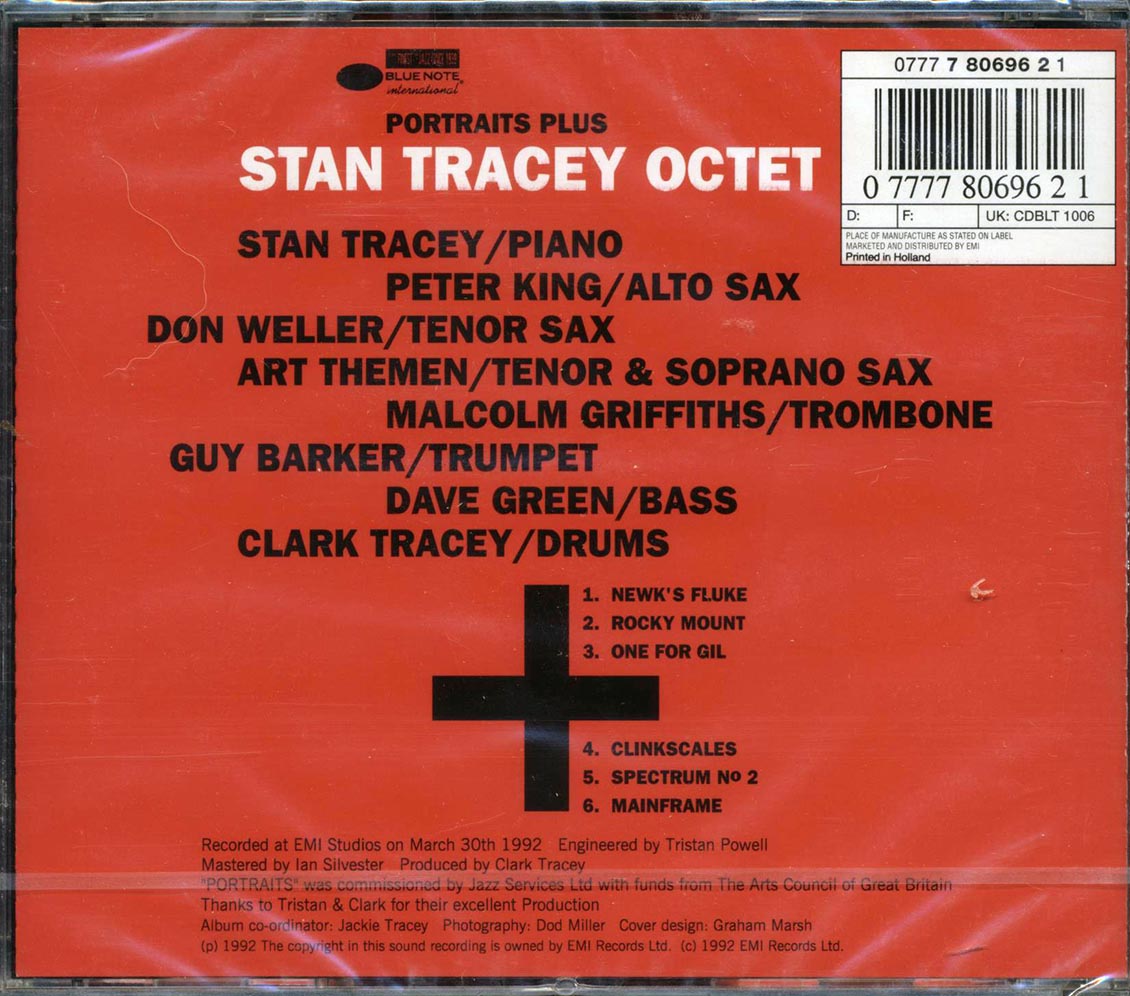 BLUE NOTE
international
PORTRAITS PLUS
STAN TRACEY OCTET
0777 7 80696 2 1
0 7777 80696 2 1
D: F: UK: CDBLT 1006
PLACE OF MANUFACTURE AS STATED ON LABEL
MARKETED AND DISTRIBUTED BY EMI
Printed in Holland
STAN TRACEY/PIANO
PETER KING/ALTO SAX
DON WELLER/TENOR SAX
ART THEMEN/TENOR & SOPRANO SAX
MALCOLM GRIFFITHS/TROMBONE
GUY BARKER/TRUMPET
DAVE GREEN/BASS
CLARK TRACEY/DRUMS
1. NEWK'S FLUKE
2. ROCKY MOUNT
3. ONE FOR GIL
4. CLINKSCALES
5. SPECTRUM No 2
6. MAINFRAME
Recorded at EMI Studios on March 30th 1992 Engineered by Tristan Powell
Mastered by Ian Silvester Produced by Clark Tracey
"PORTRAITS" was commissioned by Jazz Services Ltd with funds from The Arts Council of Great Britain
Thanks to Tristan & Clark for their excellent Production
Album co-ordinator: Jackie Tracey Photography: Dod Miller Cover design: Graham Marsh
(p) 1992 The copyright in this sound recording is owned by EMI Records Ltd. (c) 1992 EMI Records Ltd.